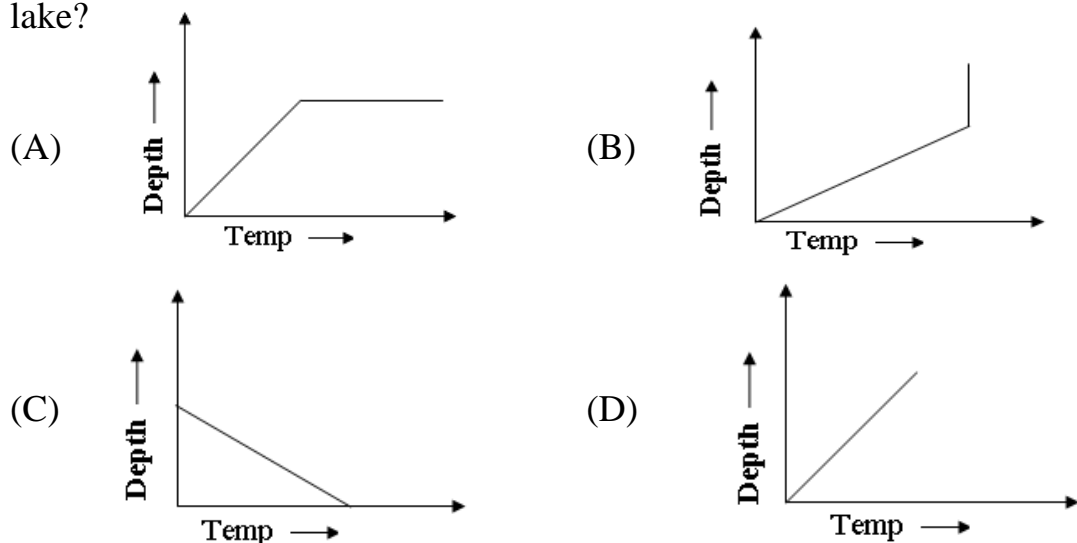 lake?
(A)
Depth
Temp
(B)
Depth
Temp
(C)
Depth
Temp
(D)
Depth
Temp